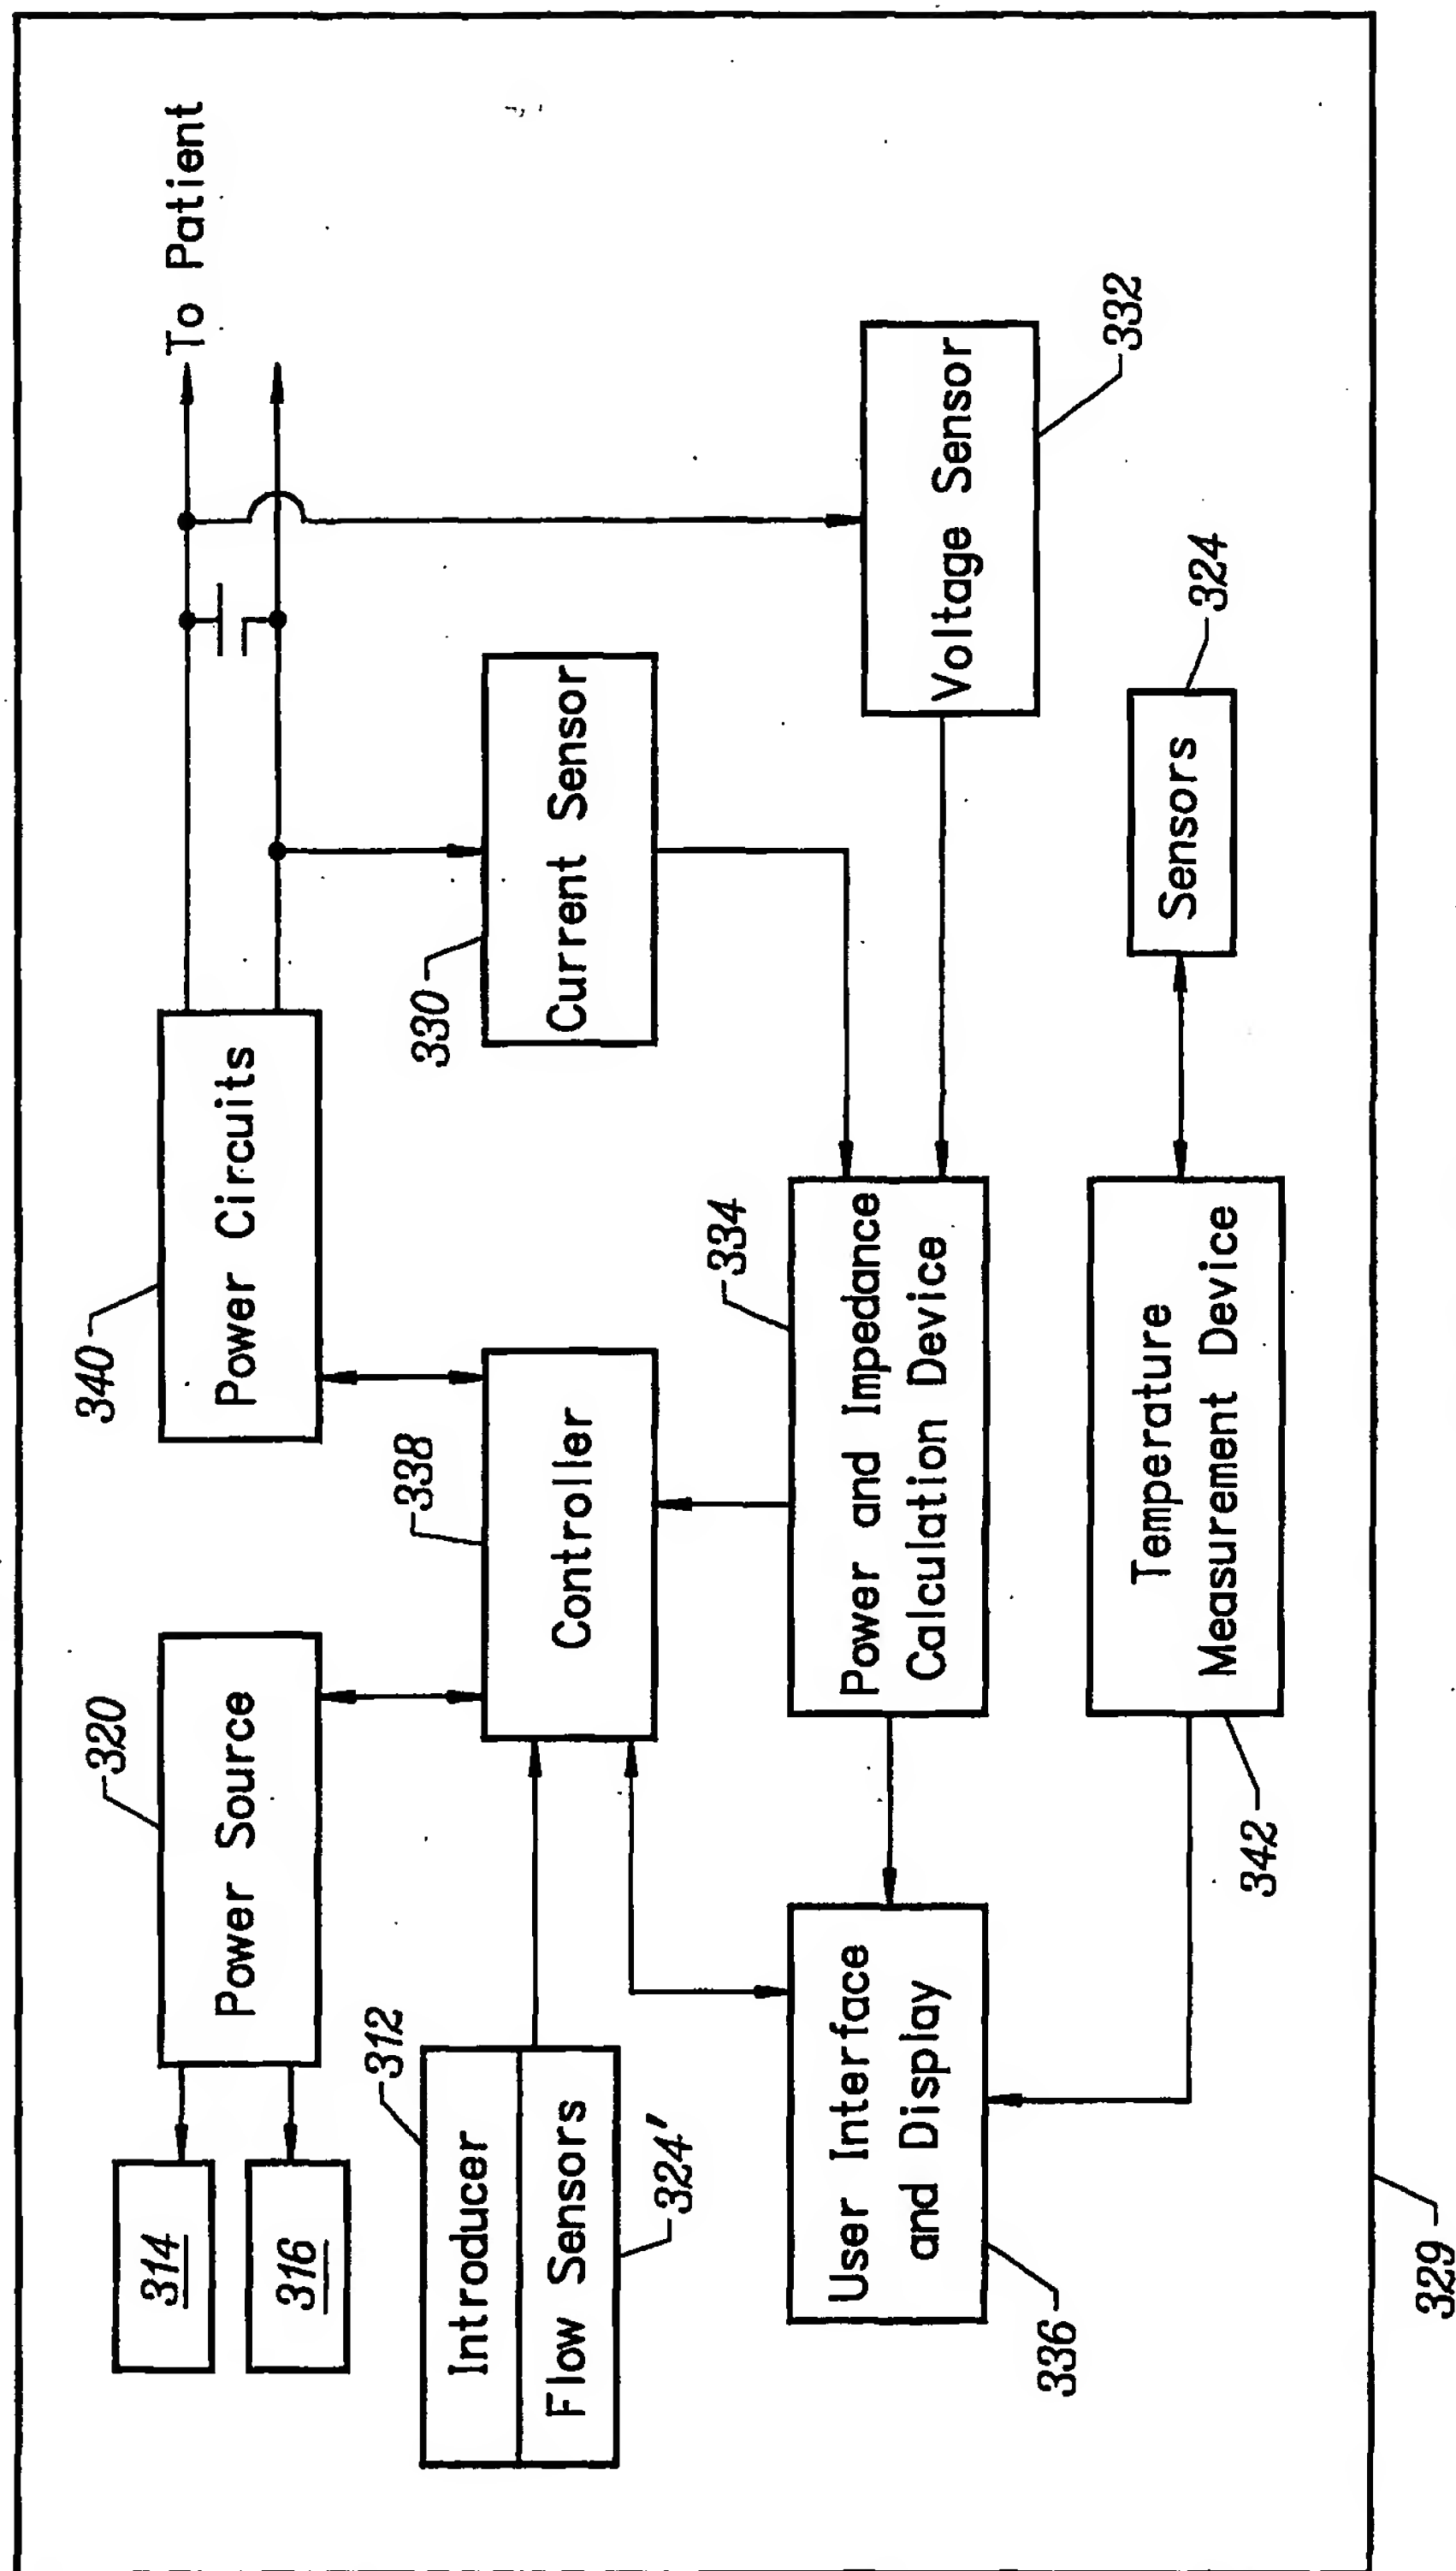 314
316
320
Power Source
340
Power Circuits
To Patient
312
Introducer
Flow Sensors
324'
338
Controller
330
Current Sensor
336
User Interface
and Display
334
Power and Impedance
Calculation Device
Voltage Sensor
332
342
Temperature
Measurement Device
Sensors
324
329